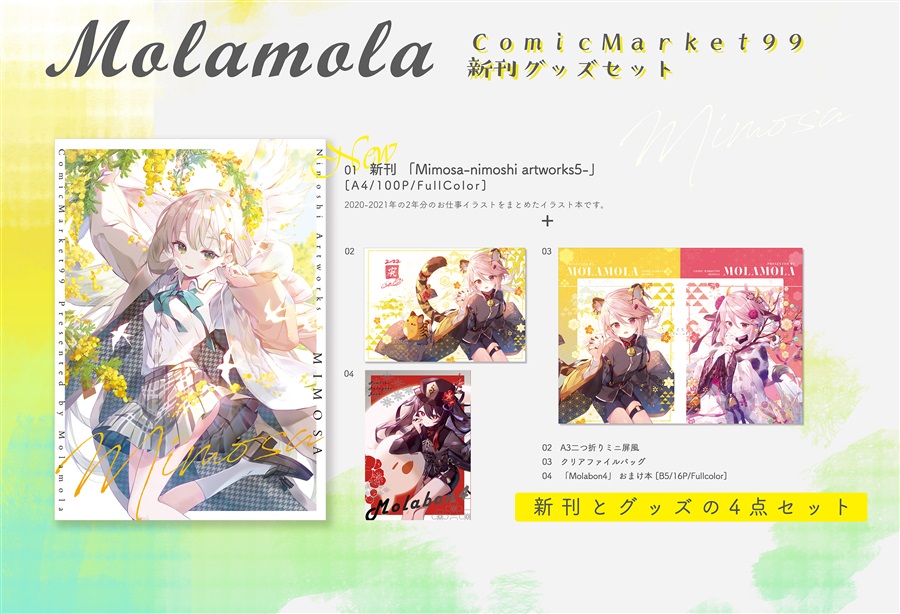 Molamola
ComicMarket99
新刊グッズセット
Mimosa
New
01 新刊 「Mimosa-nimoshi artworks5-」
[A4/100P/FullColor]
2020-2021年の2年分のお仕事イラストをまとめたイラスト本です。
+
ComicMarket99 Presented by Molamola
Ninoshi Artworks MIMOSA
Mimosa
02
2022
03
MOLAMOLA
MOLAMOLA
04
Molabon4
02 A3二つ折りミニ屏風
03 クリアファイルバッグ
04 「Molabon4」 おまけ本 [B5/16P/Fullcolor]
新刊とグッズの4点セット